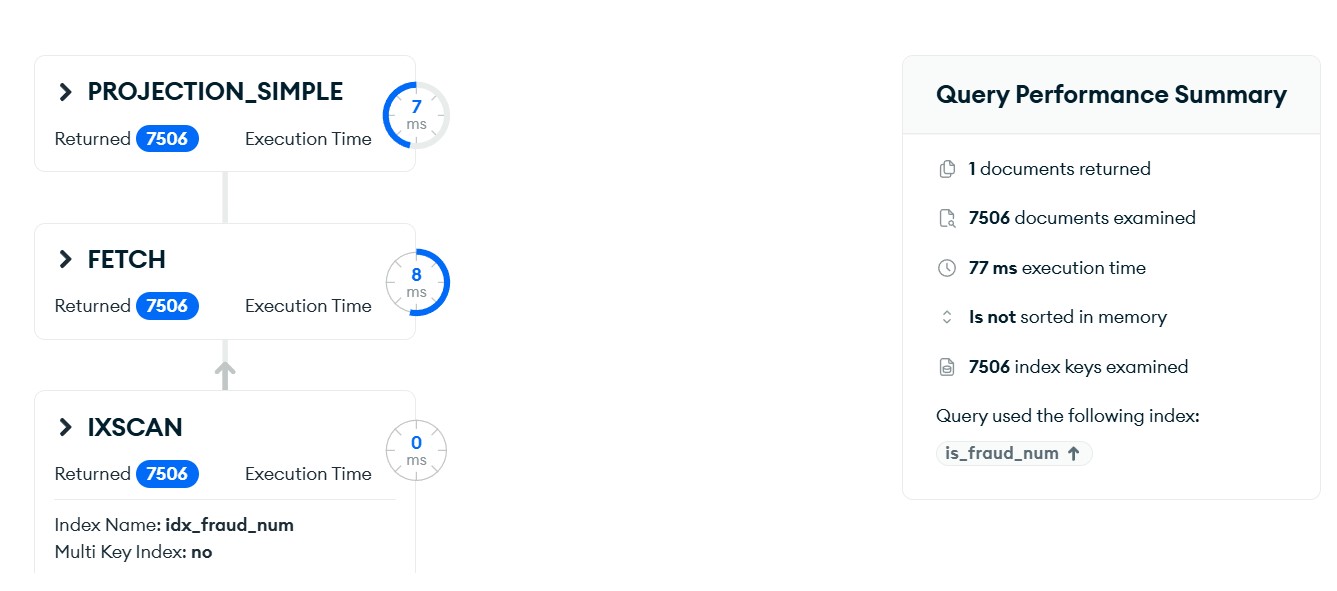 PROJECTION_SIMPLE
Returned 7506 Execution Time
7
ms
FETCH
Returned 7506 Execution Time
8
ms
IXSCAN
Returned 7506 Execution Time
0
ms
Index Name: idx_fraud_num
Multi Key Index: no
Query Performance Summary
1 documents returned
7506 documents examined
77 ms execution time
Is not sorted in memory
7506 index keys examined
Query used the following index:
is_fraud_num ↑